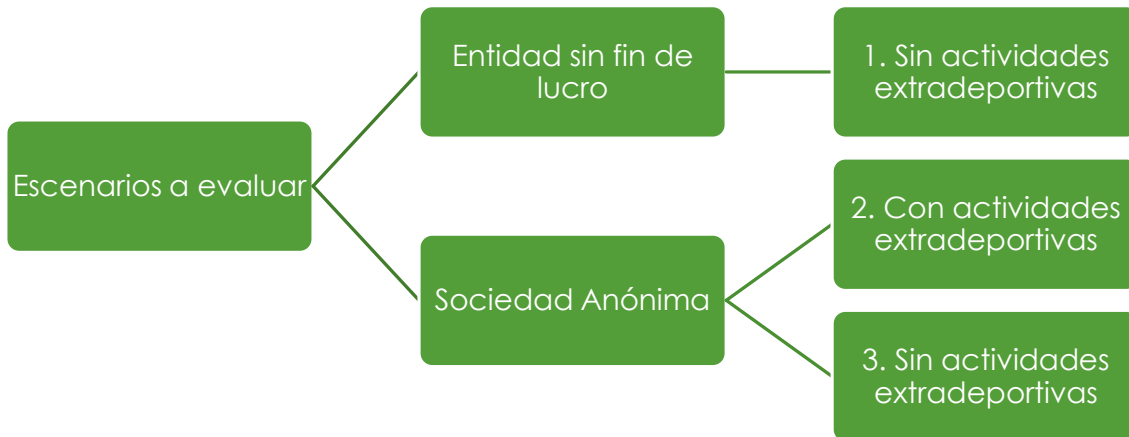 Escenarios a evaluar
Entidad sin fin de
lucro
1. Sin actividades
extradeportivas
Sociedad Anónima
2. Con actividades
extradeportivas
3. Sin actividades
extradeportivas